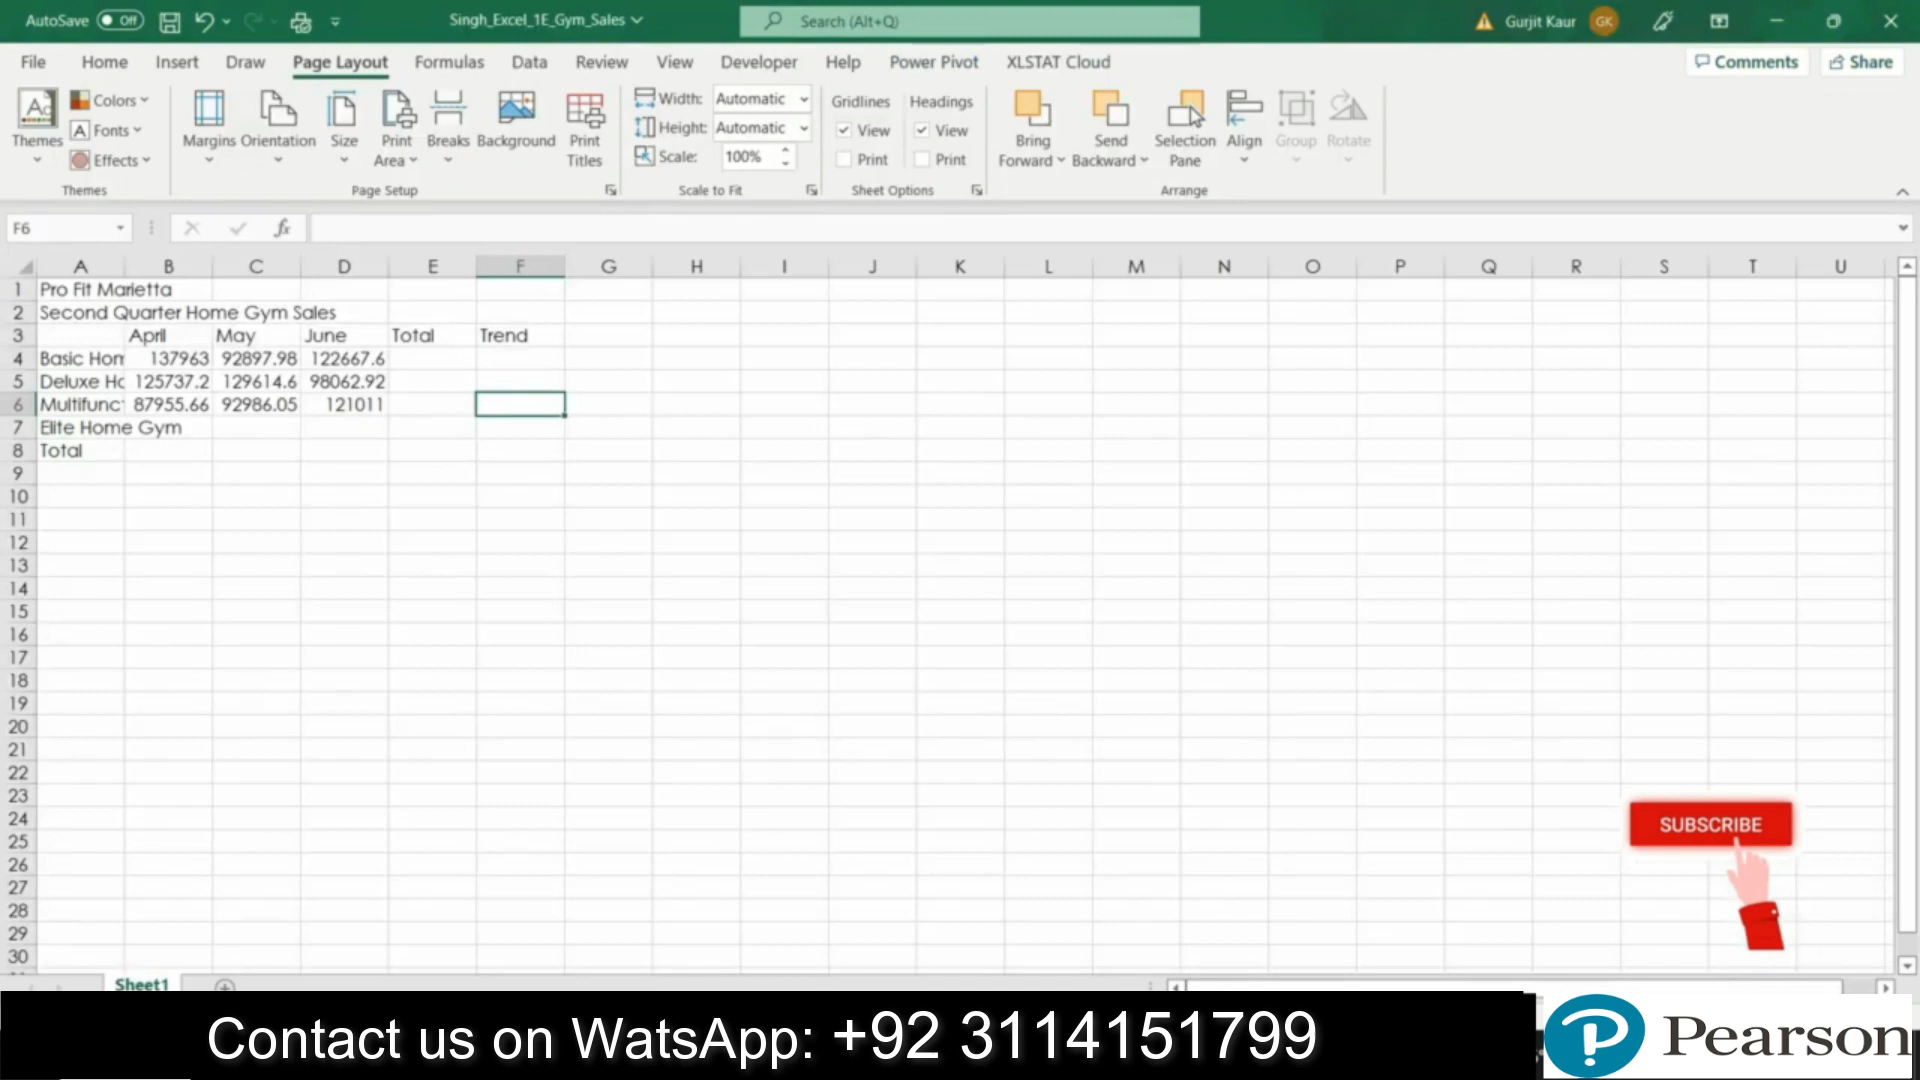 AutoSave Off Singh_Excel_1E_Gym_Sales Search (Alt+Q) Gurjit Kaur GK
File Home Insert Draw Page Layout Formulas Data Review View Developer Help Power Pivot XLSTAT Cloud Comments Share
Themes Colors Fonts Effects
Margins Orientation Size Print Area Breaks Background Print Titles
Width: Automatic
Height: Automatic
Scale: 100%
Gridlines View Print
Headings View Print
Bring Forward Send Backward Selection Pane Align Group Rotate
Themes Page Setup Scale to Fit Sheet Options Arrange
F6 fx
A B C D E F G H I J K L M N O P Q R S T U
1 Pro Fit Marietta
2 Second Quarter Home Gym Sales
3 April May June Total Trend
4 Basic Hom 137963 92897.98 122667.6
5 Deluxe Ho 125737.2 129614.6 98062.92
6 Multifunc 87955.66 92986.05 121011
7 Elite Home Gym
8 Total
9
10
11
12
13
14
15
16
17
18
19
20
21
22
23
24
25
26
27
28
29
30
SUBSCRIBE
Sheet1
Contact us on WatsApp: +92 3114151799
P Pearson